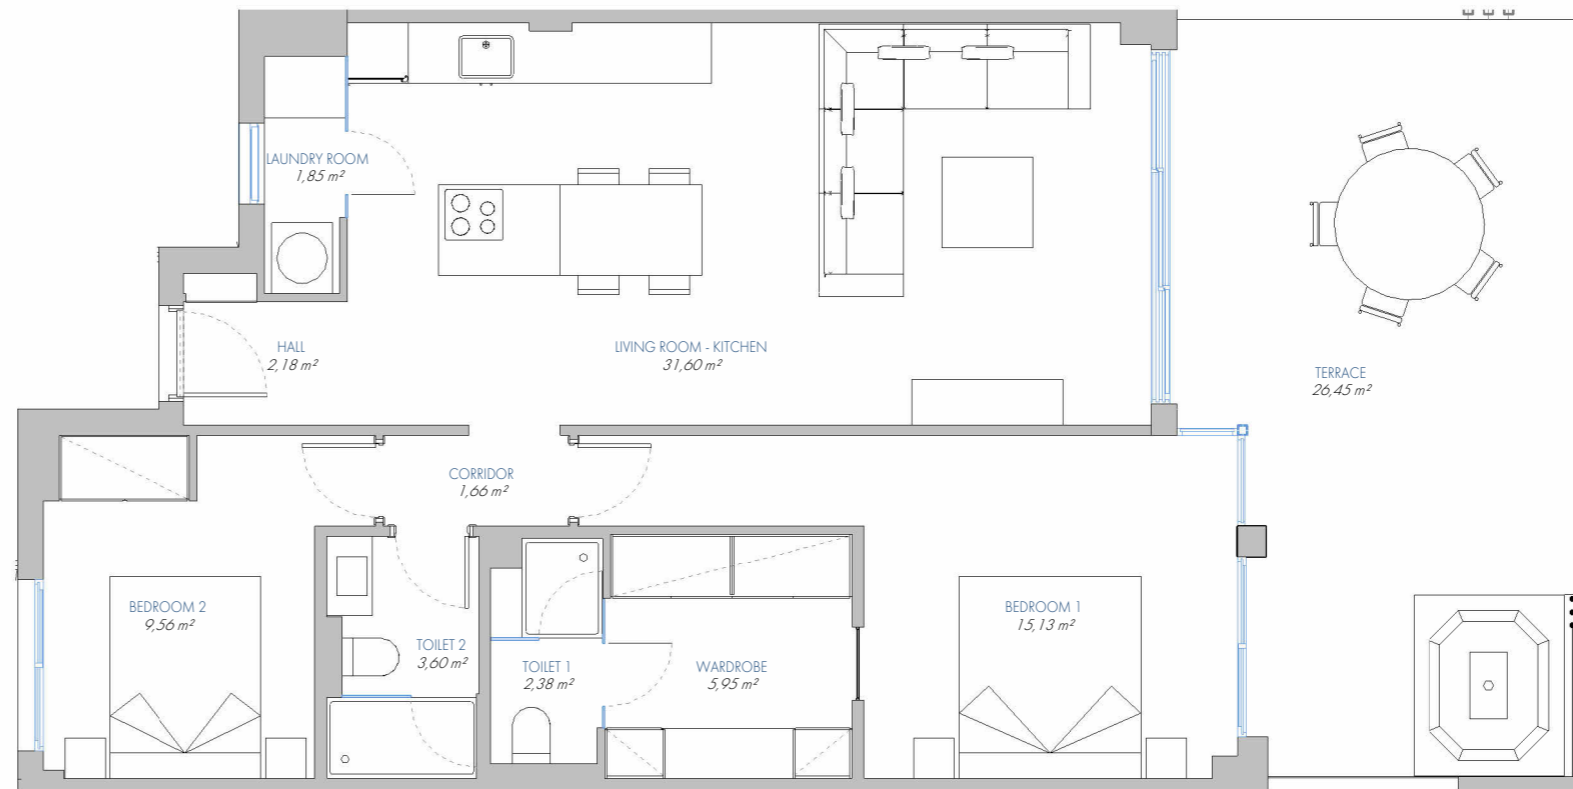 LAUNDRY ROOM
1,85 m²
HALL
2,18 m²
LIVING ROOM - KITCHEN
31,60 m²
TERRACE
26,45 m²
CORRIDOR
1,66 m²
BEDROOM 2
9,56 m²
TOILET 2
3,60 m²
TOILET 1
2,38 m²
WARDROBE
5,95 m²
BEDROOM 1
15,13 m²